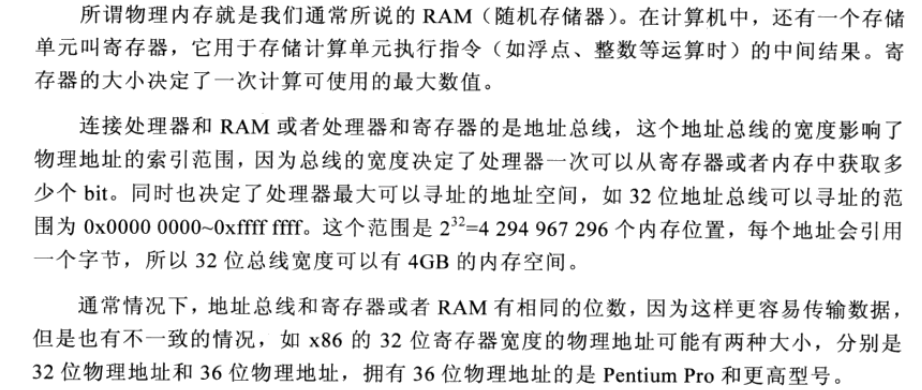 所谓物理内存就是我们通常所说的 RAM（随机存储器）。在计算机中，还有一个存储
单元叫寄存器，它用于存储计算单元执行指令（如浮点、整数等运算时）的中间结果。寄
存器的大小决定了一次计算可使用的最大数值。
连接处理器和 RAM 或者处理器和寄存器的是地址总线，这个地址总线的宽度影响了
物理地址的索引范围，因为总线的宽度决定了处理器一次可以从寄存器或者内存中获取多
少个 bit。同时也决定了处理器最大可以寻址的地址空间，如 32 位地址总线可以寻址的范
围为 0x0000 0000~0xffff ffff。这个范围是 2³²=4 294 967 296 个内存位置，每个地址会引用
一个字节，所以 32 位总线宽度可以有 4GB 的内存空间。
通常情况下，地址总线和寄存器或者 RAM 有相同的位数，因为这样更容易传输数据，
但是也有不一致的情况，如 x86 的 32 位寄存器宽度的物理地址可能有两种大小，分别是
32 位物理地址和 36 位物理地址，拥有 36 位物理地址的是 Pentium Pro 和更高型号。